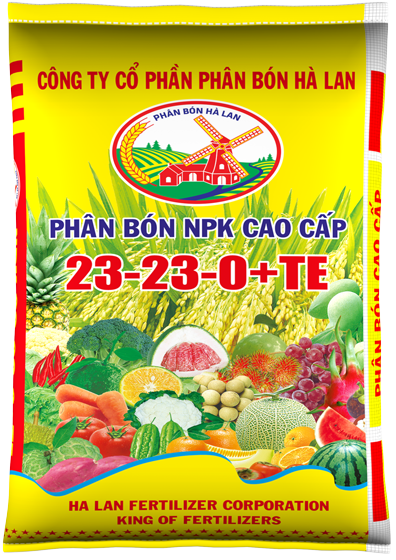 CÔNG TY CỔ PHẦN PHÂN BÓN HÀ LAN
PHÂN BÓN HÀ LAN
PHÂN BÓN NPK CAO CẤP
23-23-0+TE
PHÂN BÓN CAO CẤP
HA LAN FERTILIZER CORPORATION
KING OF FERTILIZERS